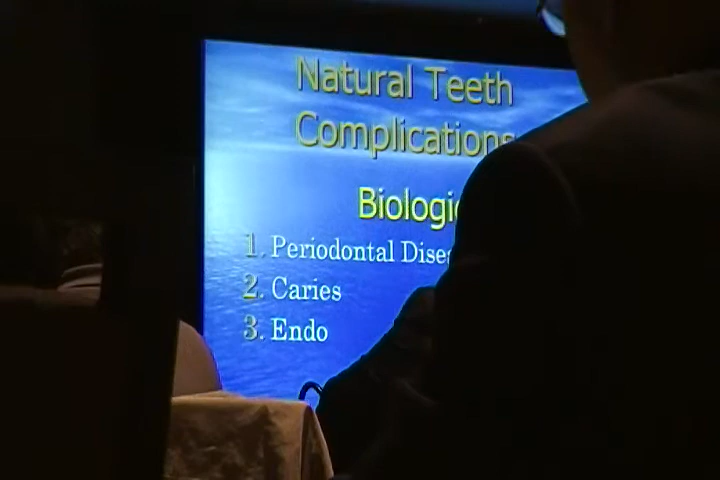 Natural Teeth
Complications
Biologi
1. Periodontal Dise
2. Caries
3. Endo